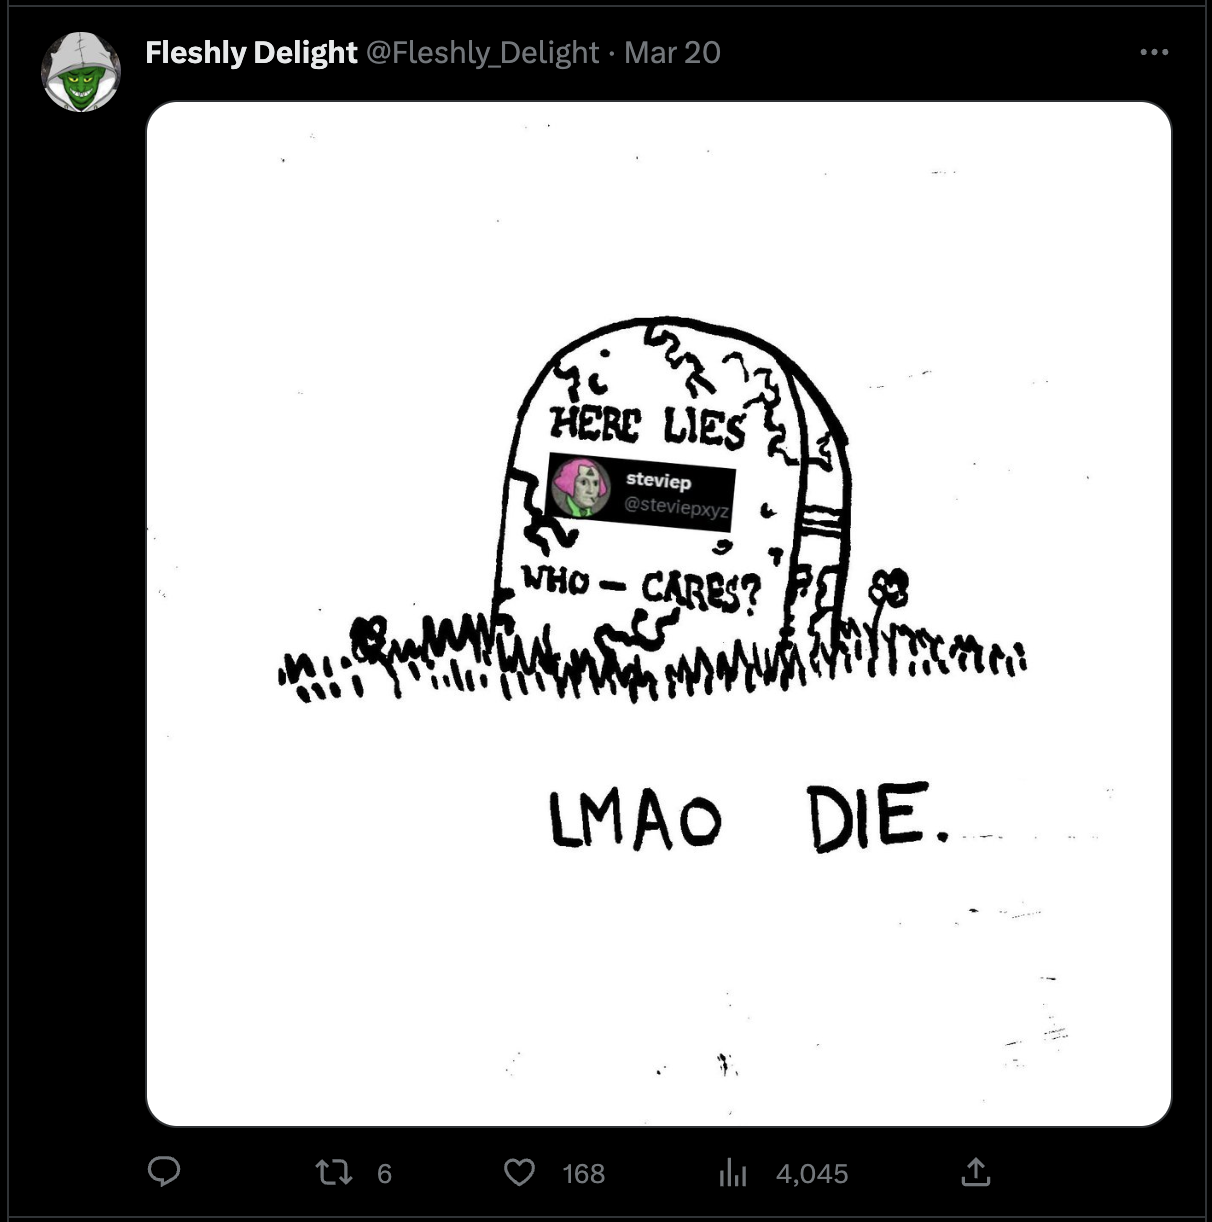 Fleshly Delight @Fleshly_Delight · Mar 20
HERE LIES
steviep
@steviepxyz
WHO — CARES?
LMAO DIE.
6 168 4,045